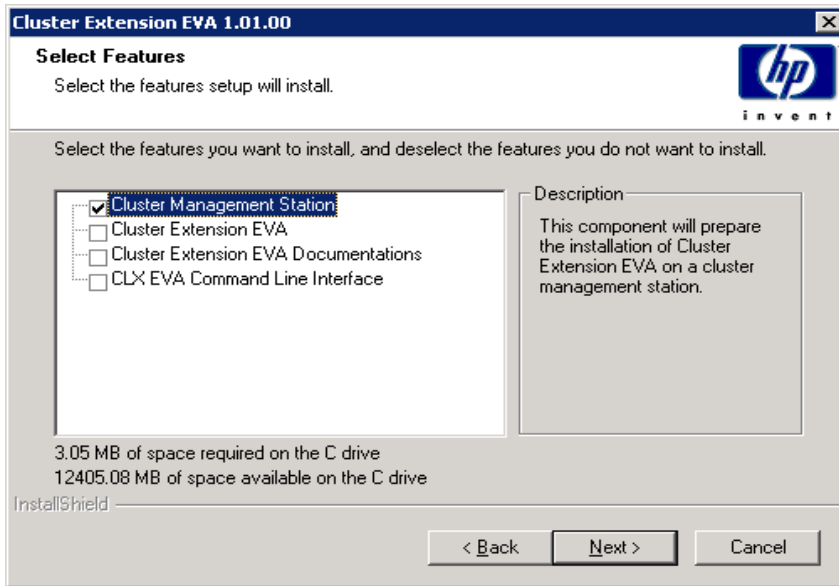 Cluster Extension EVA 1.01.00
Select Features
Select the features setup will install.
hp
invent
Select the features you want to install, and deselect the features you do not want to install.
Cluster Management Station
Cluster Extension EVA
Cluster Extension EVA Documentations
CLX EVA Command Line Interface
Description
This component will prepare
the installation of Cluster
Extension EVA on a cluster
management station.
3.05 MB of space required on the C drive
12405.08 MB of space available on the C drive
InstallShield
< Back
Next >
Cancel